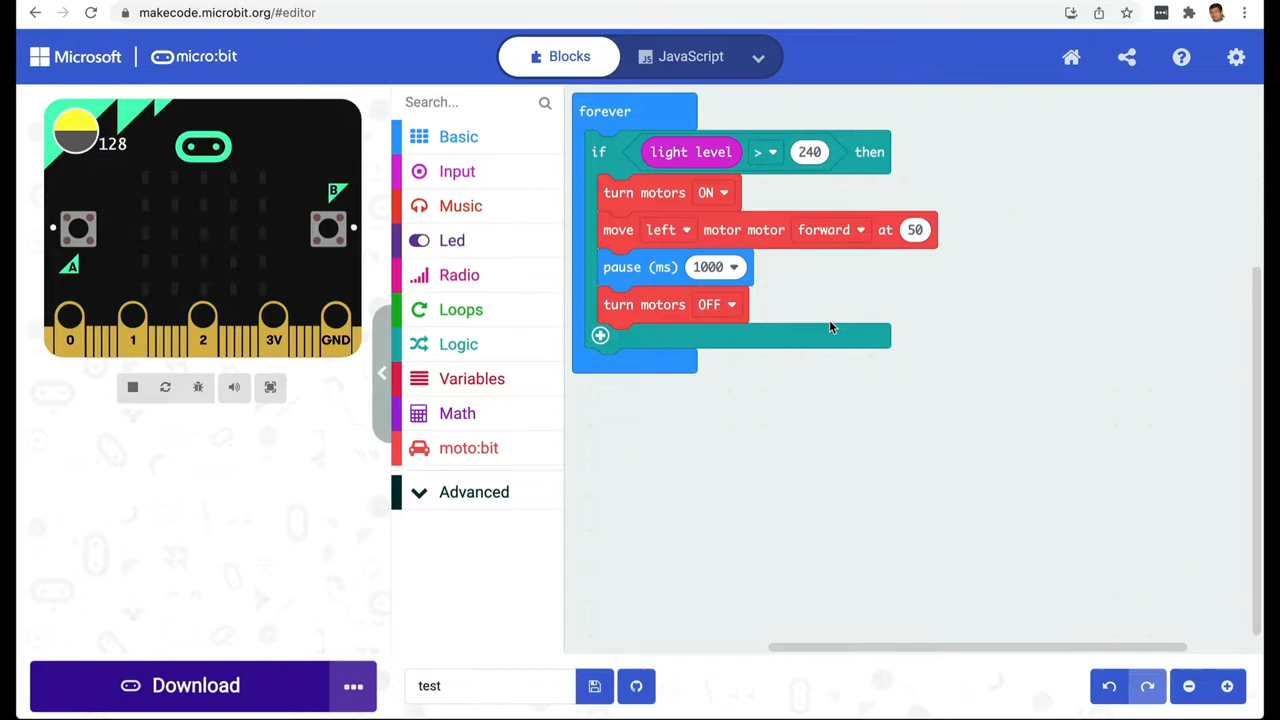 makecode.microbit.org/#editor
Microsoft | micro:bit
Blocks
JavaScript
128
B
A
0 1 2 3V GND
Search...
Basic
Input
Music
Led
Radio
Loops
Logic
Variables
Math
moto:bit
Advanced
forever
if light level > 240 then
turn motors ON
move left motor motor forward at 50
pause (ms) 1000
turn motors OFF
Download
test